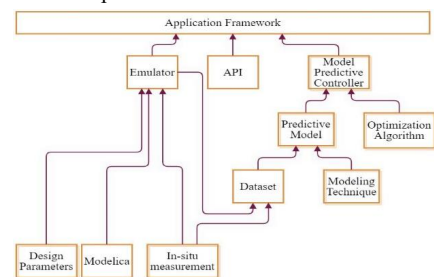 Application Framework
Emulator
API
Model
Predictive
Controller
Predictive
Model
Optimization
Algorithm
Dataset
Modeling
Technique
Design
Parameters
Modelica
In-situ
measurement